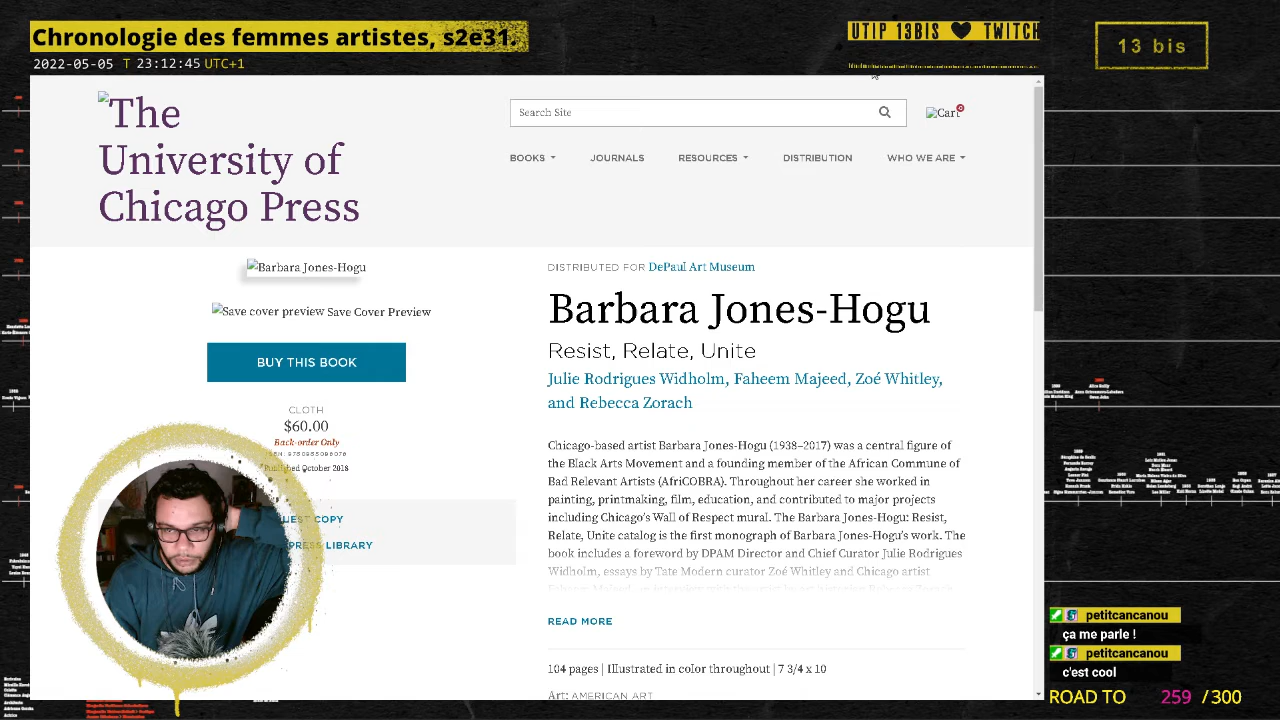 Chronologie des femmes artistes, s2e31.
2022-05-05 T 23:12:45 UTC+1
UTIP 13BIS ♥ TWITCH
13 bis
The
University of
Chicago Press
Search Site
Cart 0
BOOKS
JOURNALS
RESOURCES
DISTRIBUTION
WHO WE ARE
Barbara Jones-Hogu
Save cover preview Save Cover Preview
BUY THIS BOOK
CLOTH
$60.00
Back-order Only
Published October 2018
COPY
LIBRARY
DISTRIBUTED FOR DePaul Art Museum
Barbara Jones-Hogu
Resist, Relate, Unite
Julie Rodrigues Widholm, Faheem Majeed, Zoé Whitley,
and Rebecca Zorach
Chicago-based artist Barbara Jones-Hogu (1938–2017) was a central figure of
the Black Arts Movement and a founding member of the African Commune of
Bad Relevant Artists (AfriCOBRA). Throughout her career she worked in
painting, printmaking, film, education, and contributed to major projects
including Chicago's Wall of Respect mural. The Barbara Jones-Hogu: Resist,
Relate, Unite catalog is the first monograph of Barbara Jones-Hogu's work. The
book includes a foreword by DPAM Director and Chief Curator Julie Rodrigues
Widholm, essays by Tate Modern curator Zoé Whitley and Chicago artist
READ MORE
104 pages | Illustrated in color throughout | 7 3/4 x 10
Art: AMERICAN ART
petitcancanou
ça me parle !
petitcancanou
c'est cool
ROAD TO 259 / 300